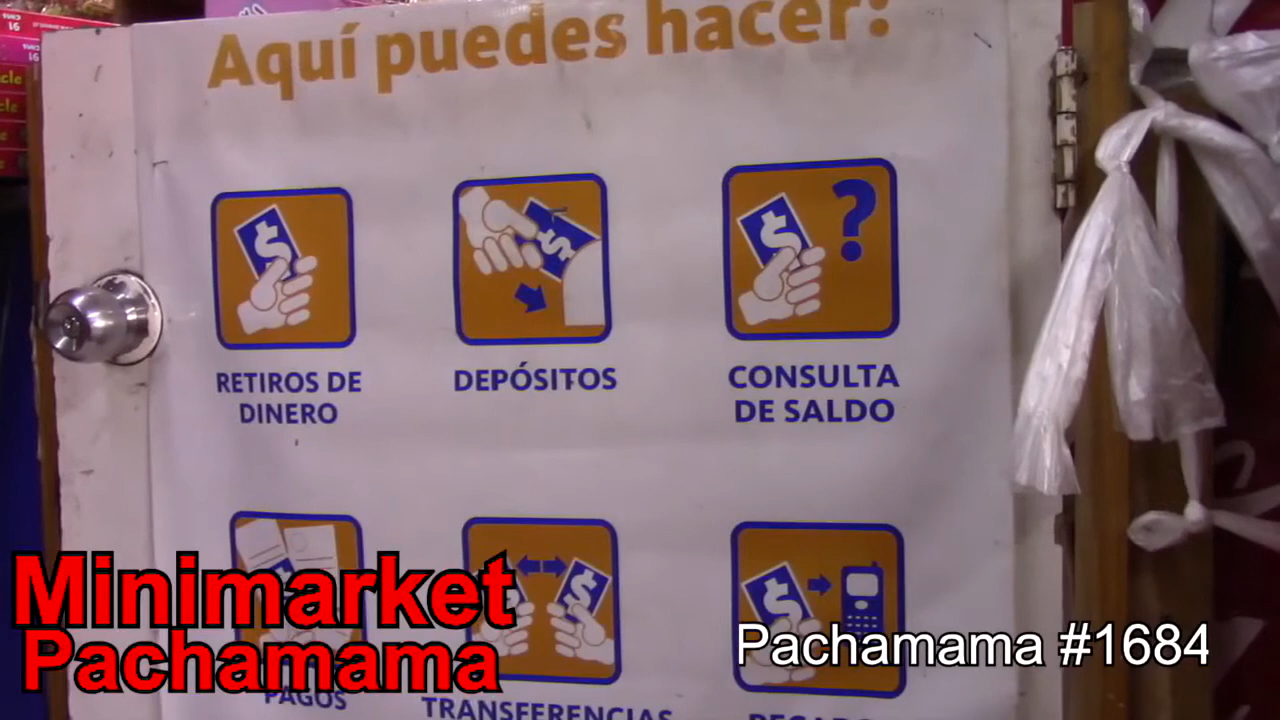 Aquí puedes hacer:
RETIROS DE
DINERO
DEPÓSITOS
CONSULTA
DE SALDO
PAGOS
TRANSFERENCIAS
Minimarket
Pachamama
Pachamama #1684